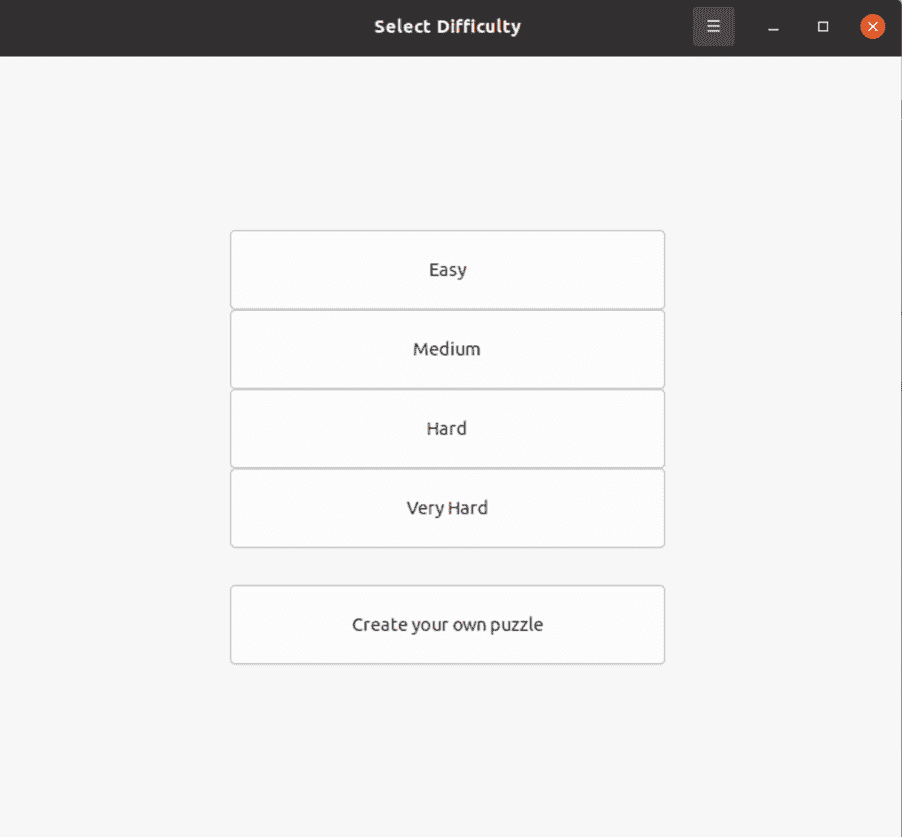 Select Difficulty
Easy
Medium
Hard
Very Hard
Create your own puzzle